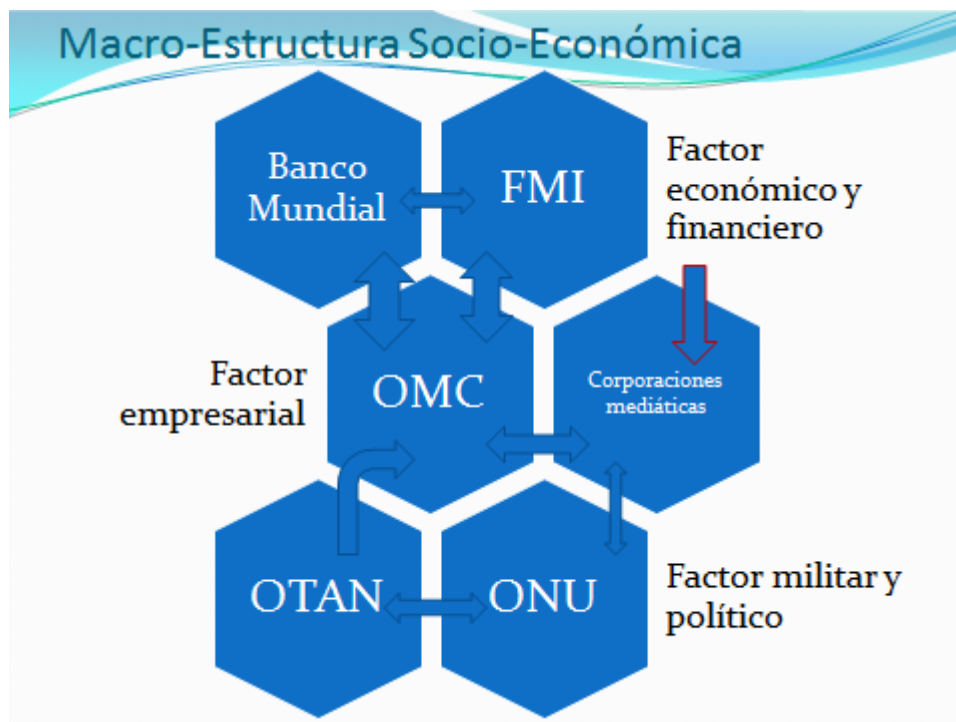 Macro-Estructura Socio-Económica
Banco
Mundial
FMI
Factor
económico y
financiero
Factor
empresarial
OMC
Corporaciones
mediáticas
OTAN
ONU
Factor militar y
político